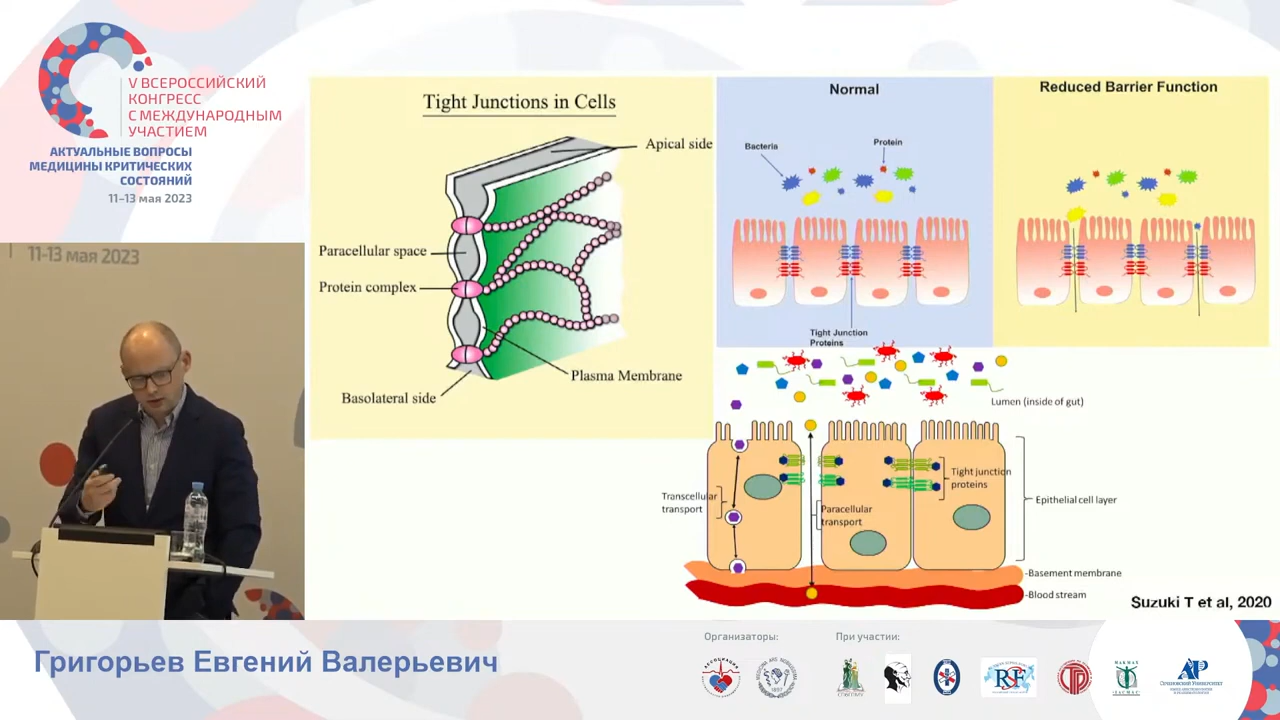 V ВСЕРОССИЙСКИЙ
КОНГРЕСС
С МЕЖДУНАРОДНЫМ
УЧАСТИЕМ
АКТУАЛЬНЫЕ ВОПРОСЫ
МЕДИЦИНЫ КРИТИЧЕСКИХ
СОСТОЯНИЙ
11-13 мая 2023
11-13 мая 2023
Tight Junctions in Cells
Apical side
Paracellular space
Protein complex
Plasma Membrane
Basolateral side
Normal
Bacteria
Protein
Tight Junction
Proteins
Reduced Barrier Function
Lumen (inside of gut)
Transcellular
transport
Paracellular
transport
Tight junction
proteins
Epithelial cell layer
-Basement membrane
-Blood stream
Suzuki T et al, 2020
Григорьев Евгений Валерьевич
Организаторы:
При участии: